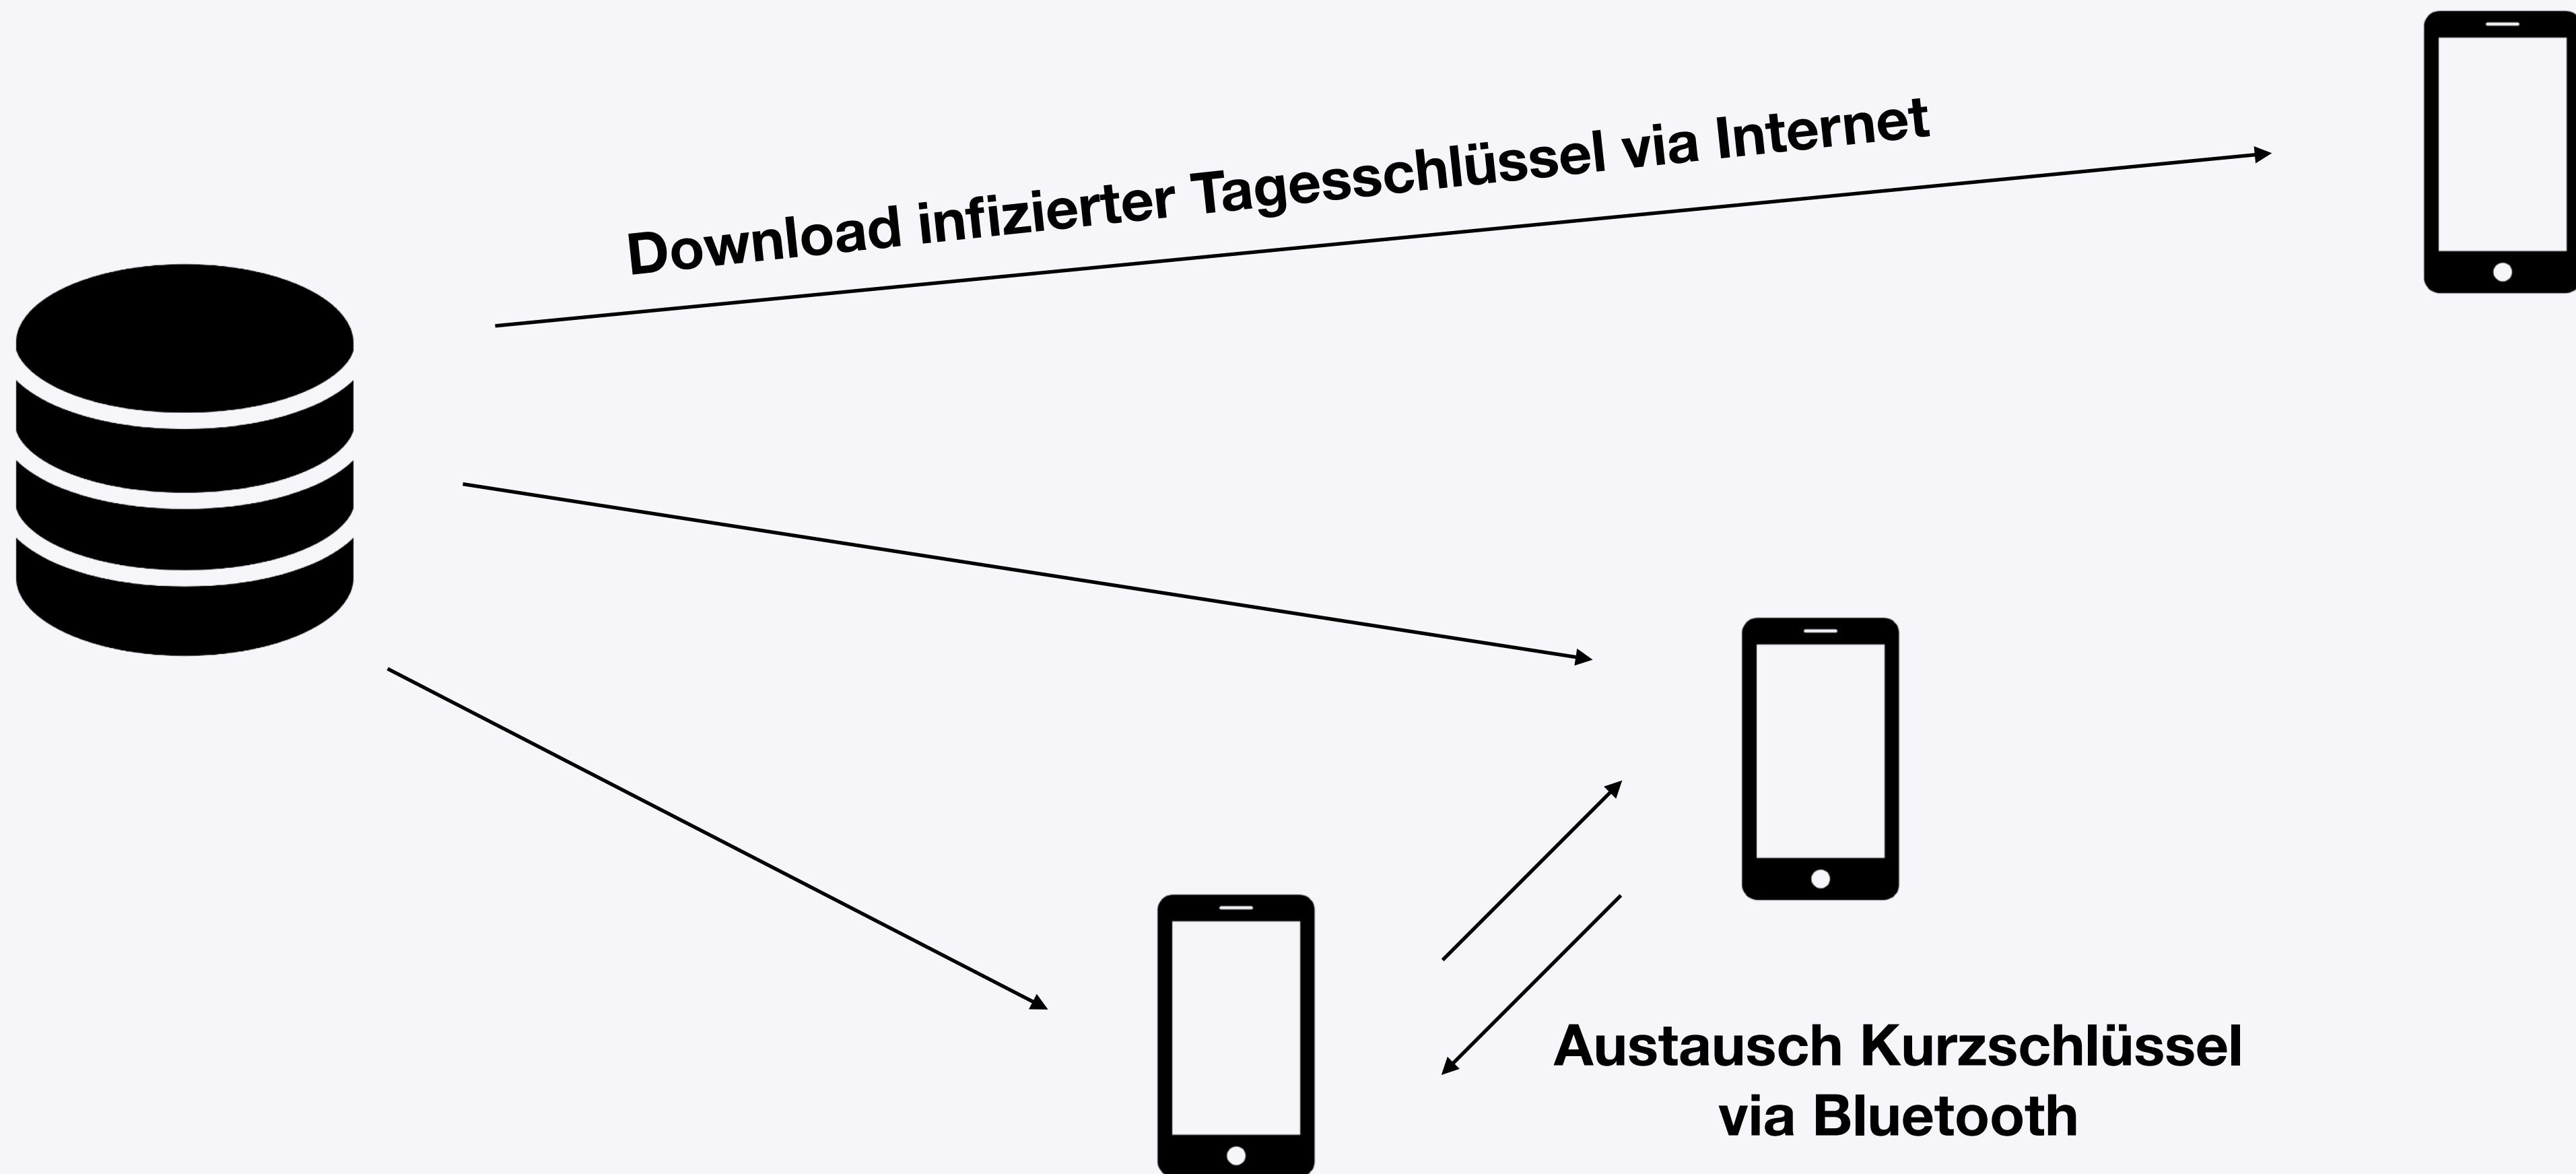 Download infizierter Tagesschlüssel via Internet
Austausch Kurzschlüssel
via Bluetooth